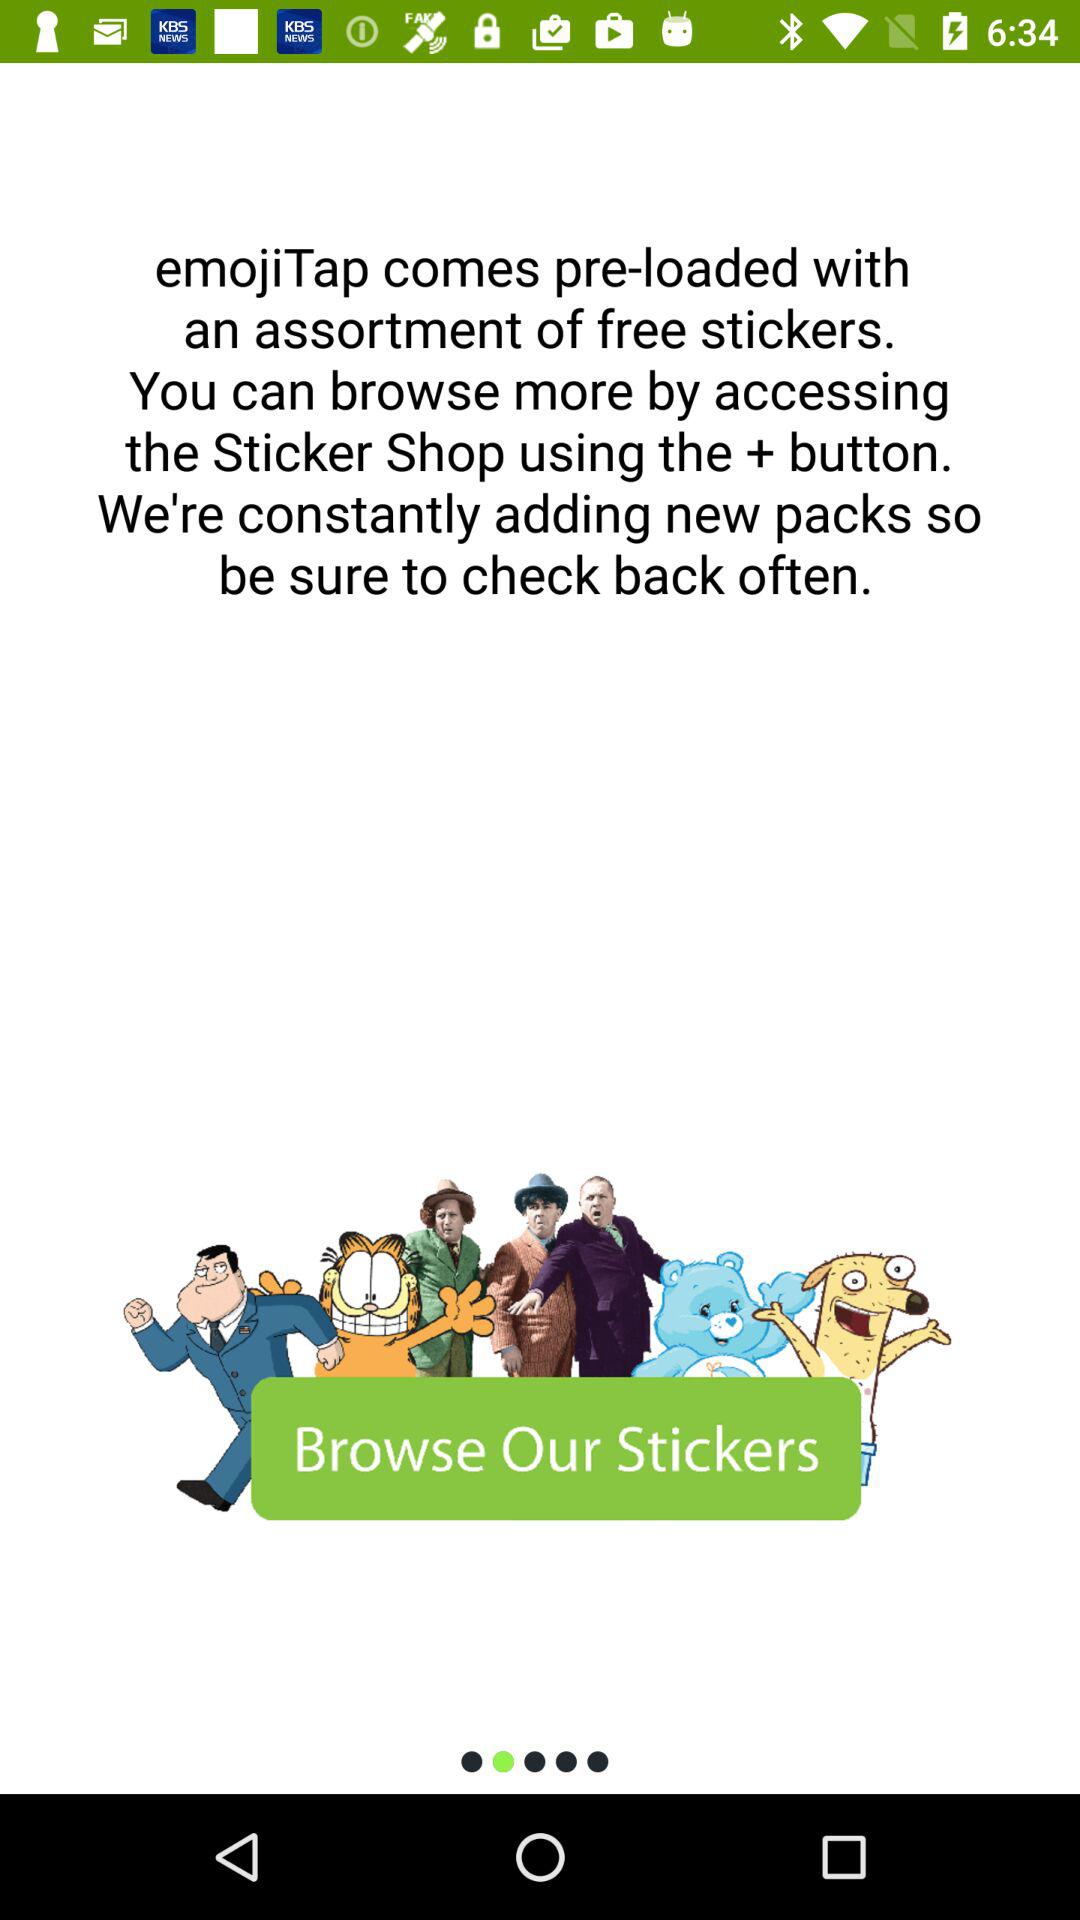 KBS NEWS KBS NEWS FAKE 6:34
emojiTap comes pre-loaded with
an assortment of free stickers.
You can browse more by accessing
the Sticker Shop using the + button.
We're constantly adding new packs so
be sure to check back often.
Browse Our Stickers